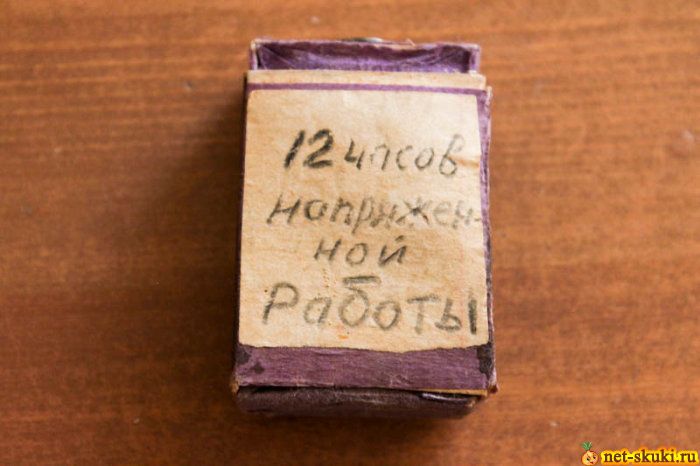 12 часов
напряжен-
ной
Работы
net-skuki.ru